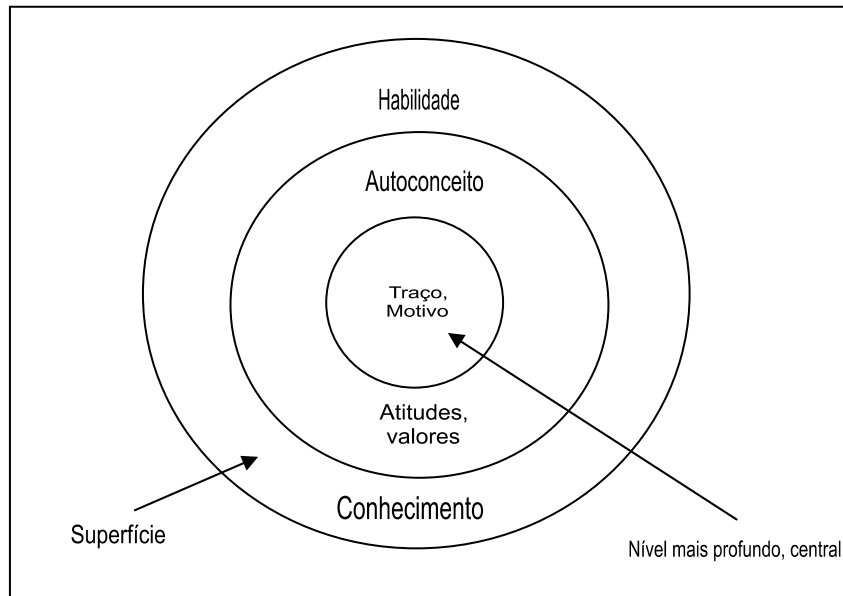 Habilidade
Autoconceito
Traço,
Motivo
Atitudes,
valores
Conhecimento
Superfície
Nível mais profundo, central